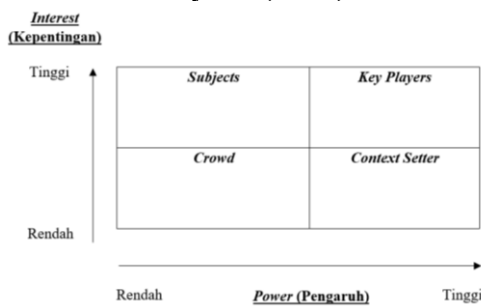 Interest
(Kepentingan)
Tinggi
Subjects
Key Players
Crowd
Context Setter
Rendah
Rendah
Power (Pengaruh)
Tinggi